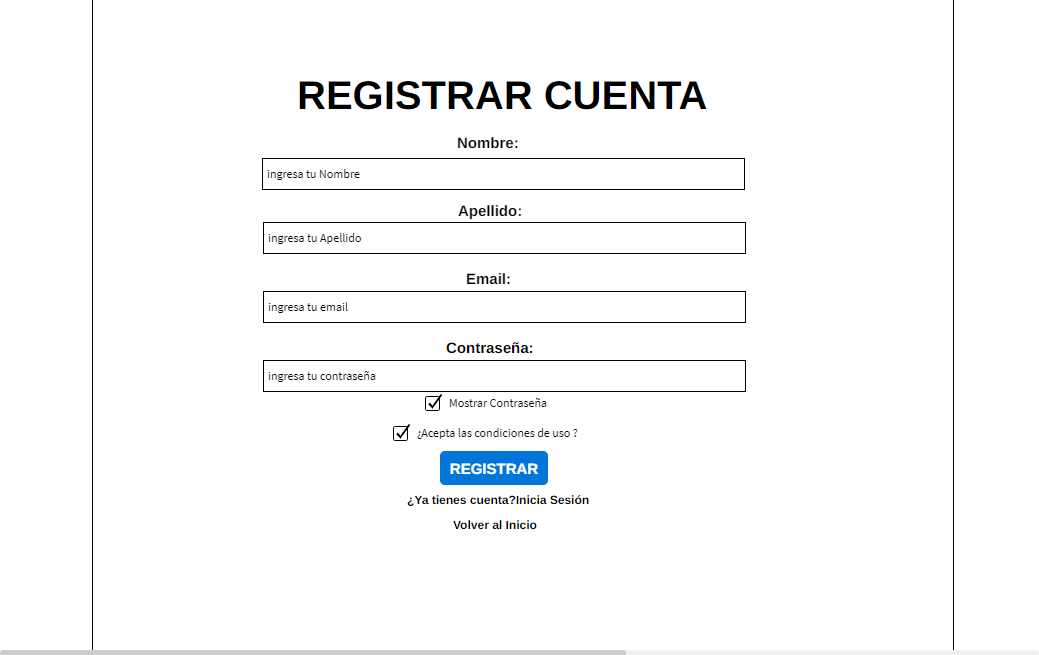 REGISTRAR CUENTA
Nombre:
ingresa tu Nombre
Apellido:
ingresa tu Apellido
Email:
ingresa tu email
Contraseña:
ingresa tu contraseña
Mostrar Contraseña
¿Acepta las condiciones de uso ?
REGISTRAR
¿Ya tienes cuenta?Inicia Sesión
Volver al Inicio